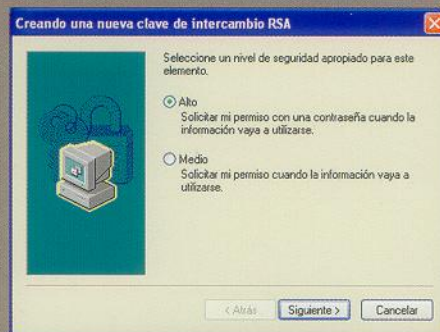 Creando una nueva clave de intercambio RSA
Seleccione un nivel de seguridad apropiado para este
elemento.
Alto
Solicitar mi permiso con una contraseña cuando la
información vaya a utilizarse.
Medio
Solicitar mi permiso cuando la información vaya a
utilizarse.
< Atrás
Siguiente >
Cancelar